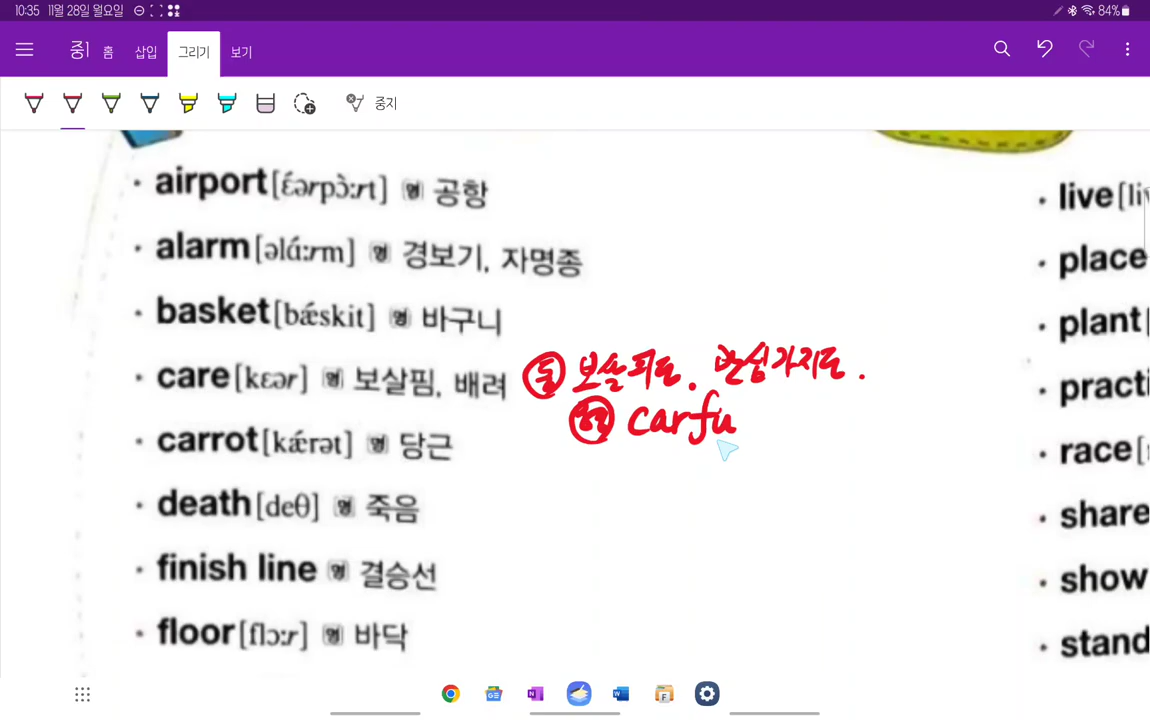 10:35 11월 28일 월요일
84%
중1 홈 삽입 그리기 보기
중지
• airport[ɛ́ərpɔ̀ːrt] 명 공항
• alarm[əlɑ́ːrm] 명 경보기, 자명종
• basket[bǽskit] 명 바구니
• care[kɛər] 명 보살핌, 배려 동 보살피다. 관심가지다.
형 carfu
• carrot[kǽrət] 명 당근
• death[deθ] 명 죽음
• finish line 명 결승선
• floor[flɔːr] 명 바닥
• live[li
• place
• plant[
• practi
• race[
• share
• show
• stand